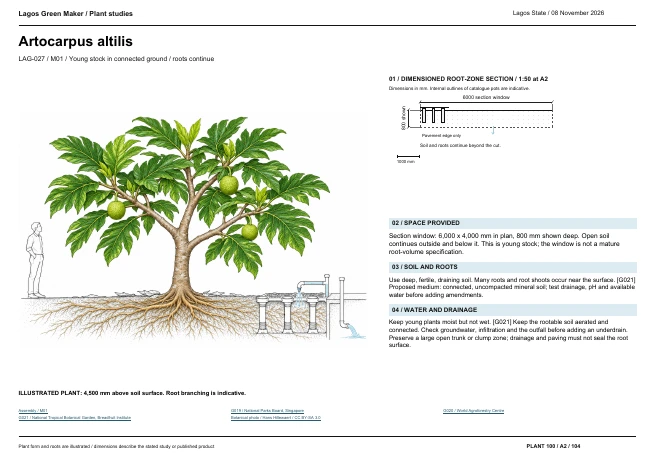 Lagos Green Maker / Plant studies
Lagos State / 08 November 2026
Artocarpus altilis
LAG-027 / M01 / Young stock in connected ground / roots continue
01 / DIMENSIONED ROOT-ZONE SECTION / 1:50 at A2
Dimensions in mm. Internal outlines of catalogue pots are indicative.
6000 section window
800 shown
Pavement edge only
Soil and roots continue beyond the cut.
1000 mm
02 / SPACE PROVIDED
Section window: 6,000 x 4,000 mm in plan, 800 mm shown deep. Open soil
continues outside and below it. This is young stock; the window is not a mature
root-volume specification.
03 / SOIL AND ROOTS
Use deep, fertile, draining soil. Many roots and root shoots occur near the surface. [G021]
Proposed medium: connected, uncompacted mineral soil; test drainage, pH and available
water before adding amendments.
04 / WATER AND DRAINAGE
Keep young plants moist but not wet. [G021] Keep the rootable soil aerated and
connected. Check groundwater, infiltration and the outfall before adding an underdrain.
Preserve a large open trunk or clump zone; drainage and paving must not seal the root
surface.
ILLUSTRATED PLANT: 4,500 mm above soil surface. Root branching is indicative.
Assembly / M01
G019 / National Parks Board, Singapore
G020 / World Agroforestry Centre
G021 / National Tropical Botanical Garden, Breadfruit Institute
Botanical photo / Hans Hillewaert / CC BY-SA 3.0
Plant form and roots are illustrated / dimensions describe the stated study or published product
PLANT 100 / A2 / 104